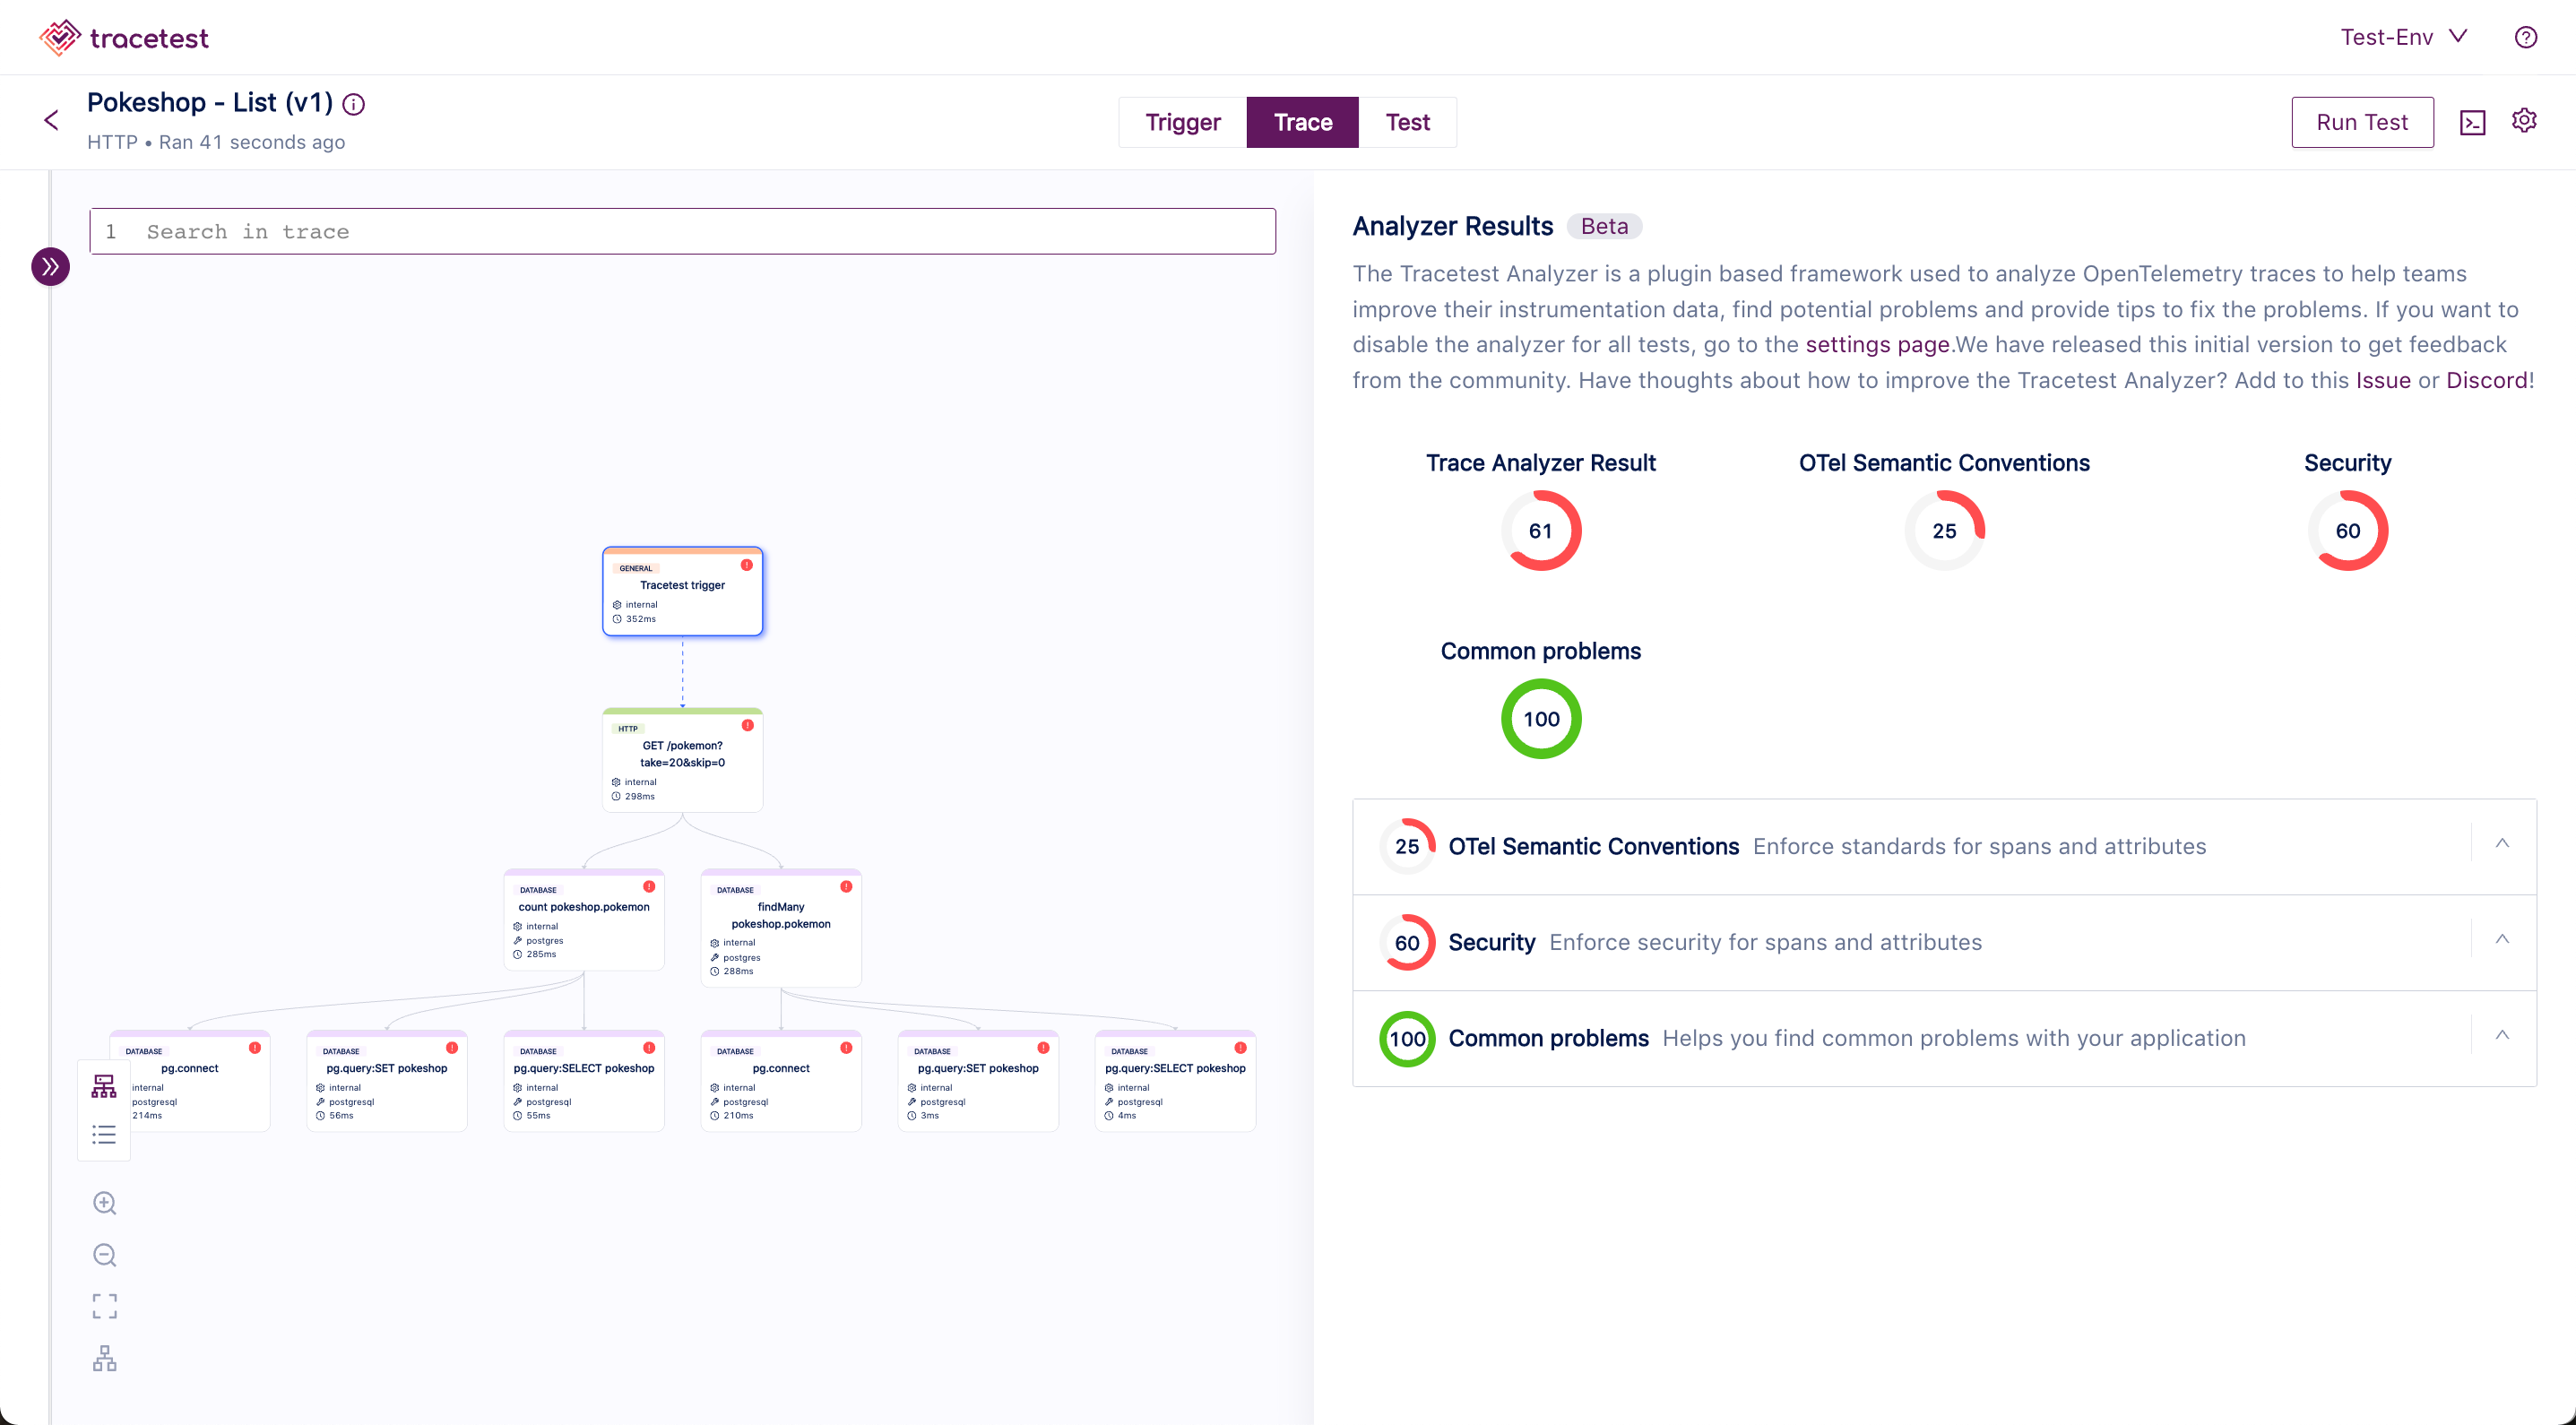 tracetest
Test-Env
Pokeshop - List (v1)
HTTP • Ran 41 seconds ago
Trigger
Trace
Test
Run Test
1 Search in trace
GENERAL
Tracetest trigger
internal
352ms
HTTP
GET /pokemon?
take=20&skip=0
internal
298ms
DATABASE
count pokeshop.pokemon
internal
postgres
285ms
DATABASE
findMany
pokeshop.pokemon
internal
postgres
288ms
DATABASE
pg.connect
internal
postgresql
214ms
DATABASE
pg.query:SET pokeshop
internal
postgresql
56ms
DATABASE
pg.query:SELECT pokeshop
internal
postgresql
55ms
DATABASE
pg.connect
internal
postgresql
210ms
DATABASE
pg.query:SET pokeshop
internal
postgresql
3ms
DATABASE
pg.query:SELECT pokeshop
internal
postgresql
4ms
Analyzer Results Beta
The Tracetest Analyzer is a plugin based framework used to analyze OpenTelemetry traces to help teams
improve their instrumentation data, find potential problems and provide tips to fix the problems. If you want to
disable the analyzer for all tests, go to the settings page.We have released this initial version to get feedback
from the community. Have thoughts about how to improve the Tracetest Analyzer? Add to this Issue or Discord!
Trace Analyzer Result
61
OTel Semantic Conventions
25
Security
60
Common problems
100
25 OTel Semantic Conventions Enforce standards for spans and attributes
60 Security Enforce security for spans and attributes
100 Common problems Helps you find common problems with your application